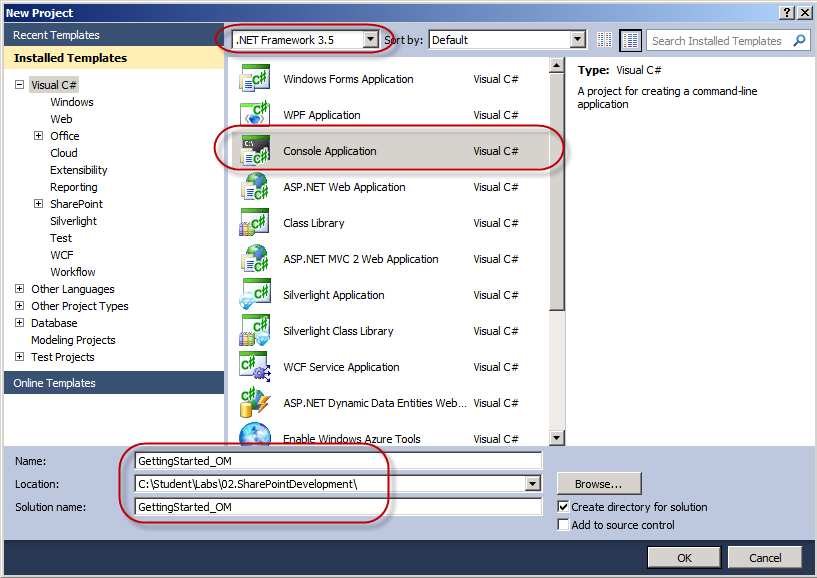 New Project
Recent Templates
.NET Framework 3.5
Sort by:
Default
Search Installed Templates
Installed Templates
Visual C#
Windows
Web
Office
Cloud
Extensibility
Reporting
SharePoint
Silverlight
Test
WCF
Workflow
Other Languages
Other Project Types
Database
Modeling Projects
Test Projects
Online Templates
Windows Forms Application Visual C#
WPF Application Visual C#
Console Application Visual C#
ASP.NET Web Application Visual C#
Class Library Visual C#
ASP.NET MVC 2 Web Application Visual C#
Silverlight Application Visual C#
Silverlight Class Library Visual C#
WCF Service Application Visual C#
ASP.NET Dynamic Data Entities Web... Visual C#
Enable Windows Azure Tools Visual C#
Type: Visual C#
A project for creating a command-line
application
Name: GettingStarted_OM
Location: C:\Student\Labs\02.SharePointDevelopment\
Browse...
Solution name: GettingStarted_OM
Create directory for solution
Add to source control
OK
Cancel